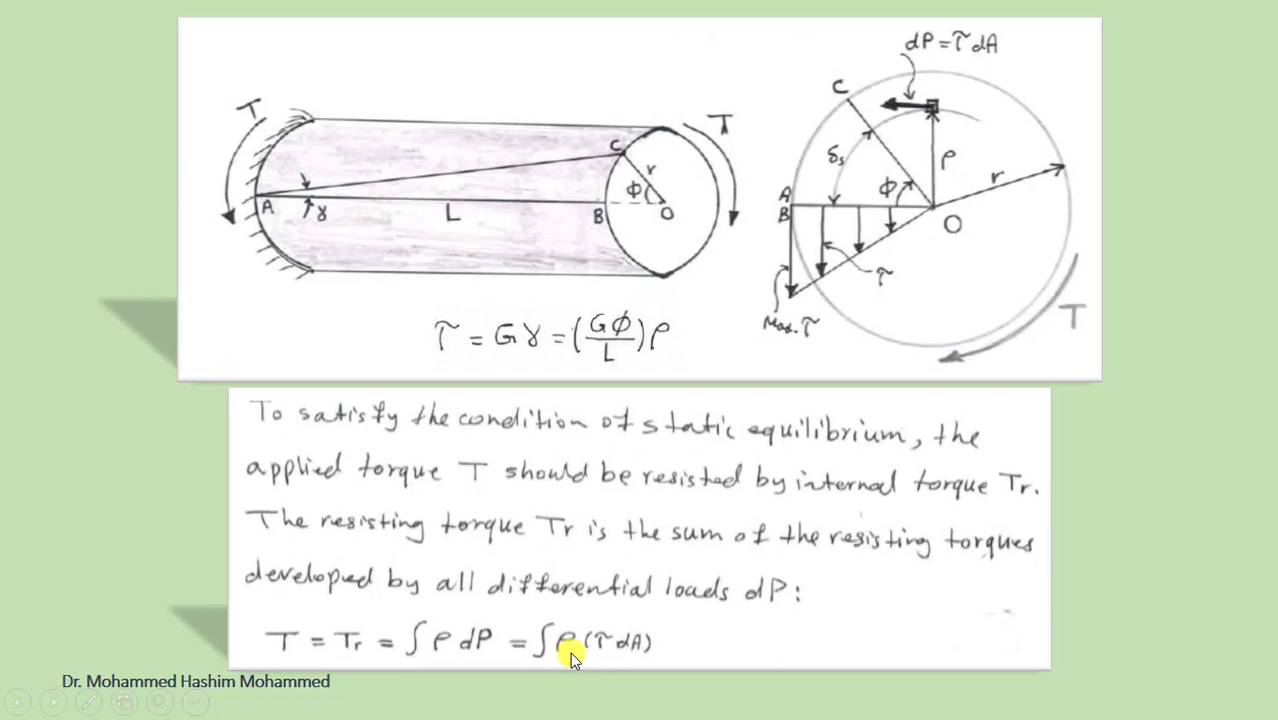 T
A
γ
L
B
C
r
Φ
O
T
τ = Gγ = (GΦ/L)ρ
dP = τ dA
C
δs
ρ
r
Φ
A
B
O
τ
Max. τ
T
To satisfy the condition of static equilibrium, the
applied torque T should be resisted by internal torque Tr.
The resisting torque Tr is the sum of the resisting torques
developed by all differential loads dP:
T = Tr = ∫ ρ dP = ∫ ρ (τ dA)
Dr. Mohammed Hashim Mohammed